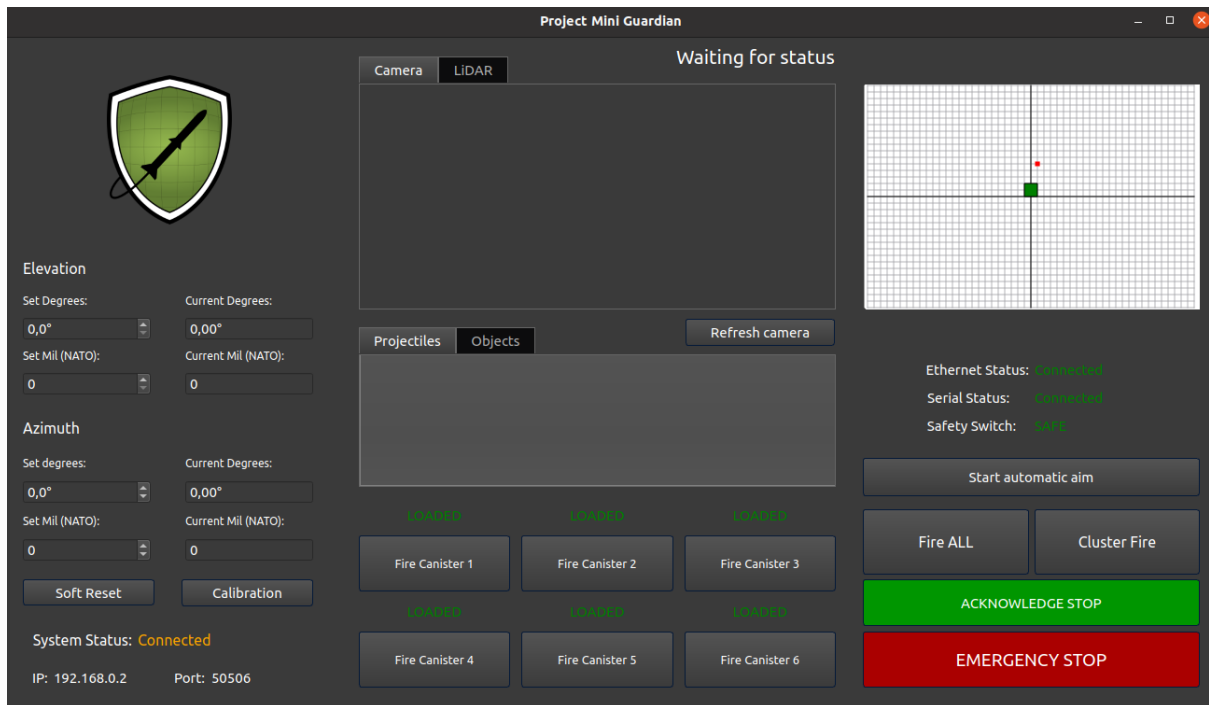 Project Mini Guardian
Elevation
Set Degrees: Current Degrees:
0,0° 0,00°
Set Mil (NATO): Current Mil (NATO):
0 0
Azimuth
Set degrees: Current Degrees:
0,0° 0,00°
Set Mil (NATO): Current Mil (NATO):
0 0
Soft Reset Calibration
System Status: Connected
IP: 192.168.0.2 Port: 50506
Waiting for status
Camera LiDAR
Refresh camera
Projectiles Objects
LOADED LOADED LOADED
Fire Canister 1 Fire Canister 2 Fire Canister 3
LOADED LOADED LOADED
Fire Canister 4 Fire Canister 5 Fire Canister 6
Ethernet Status: Connected
Serial Status: Connected
Safety Switch: SAFE
Start automatic aim
Fire ALL Cluster Fire
ACKNOWLEDGE STOP
EMERGENCY STOP